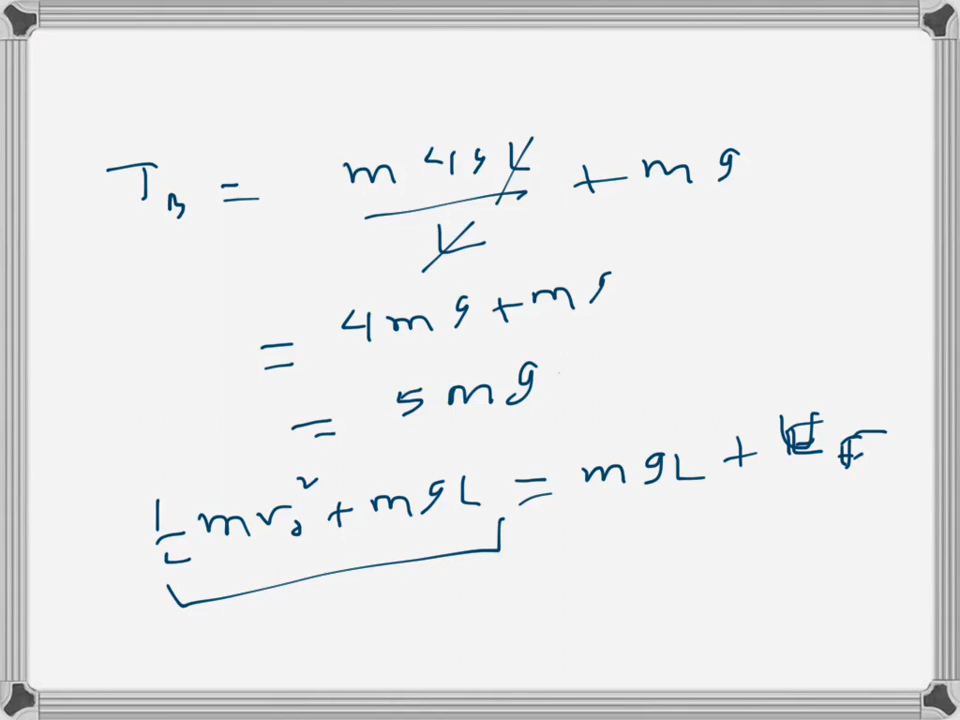 T_B = m 4g L / L + mg
= 4mg + mg
= 5mg
1/2 mv_0^2 + mgL = mgL +